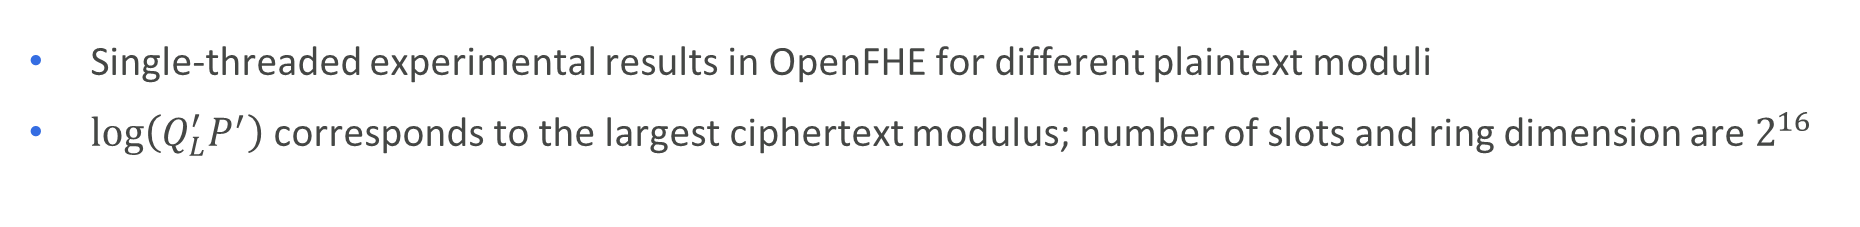 • Single-threaded experimental results in OpenFHE for different plaintext moduli
• log(Q′_L P′) corresponds to the largest ciphertext modulus; number of slots and ring dimension are 2^16